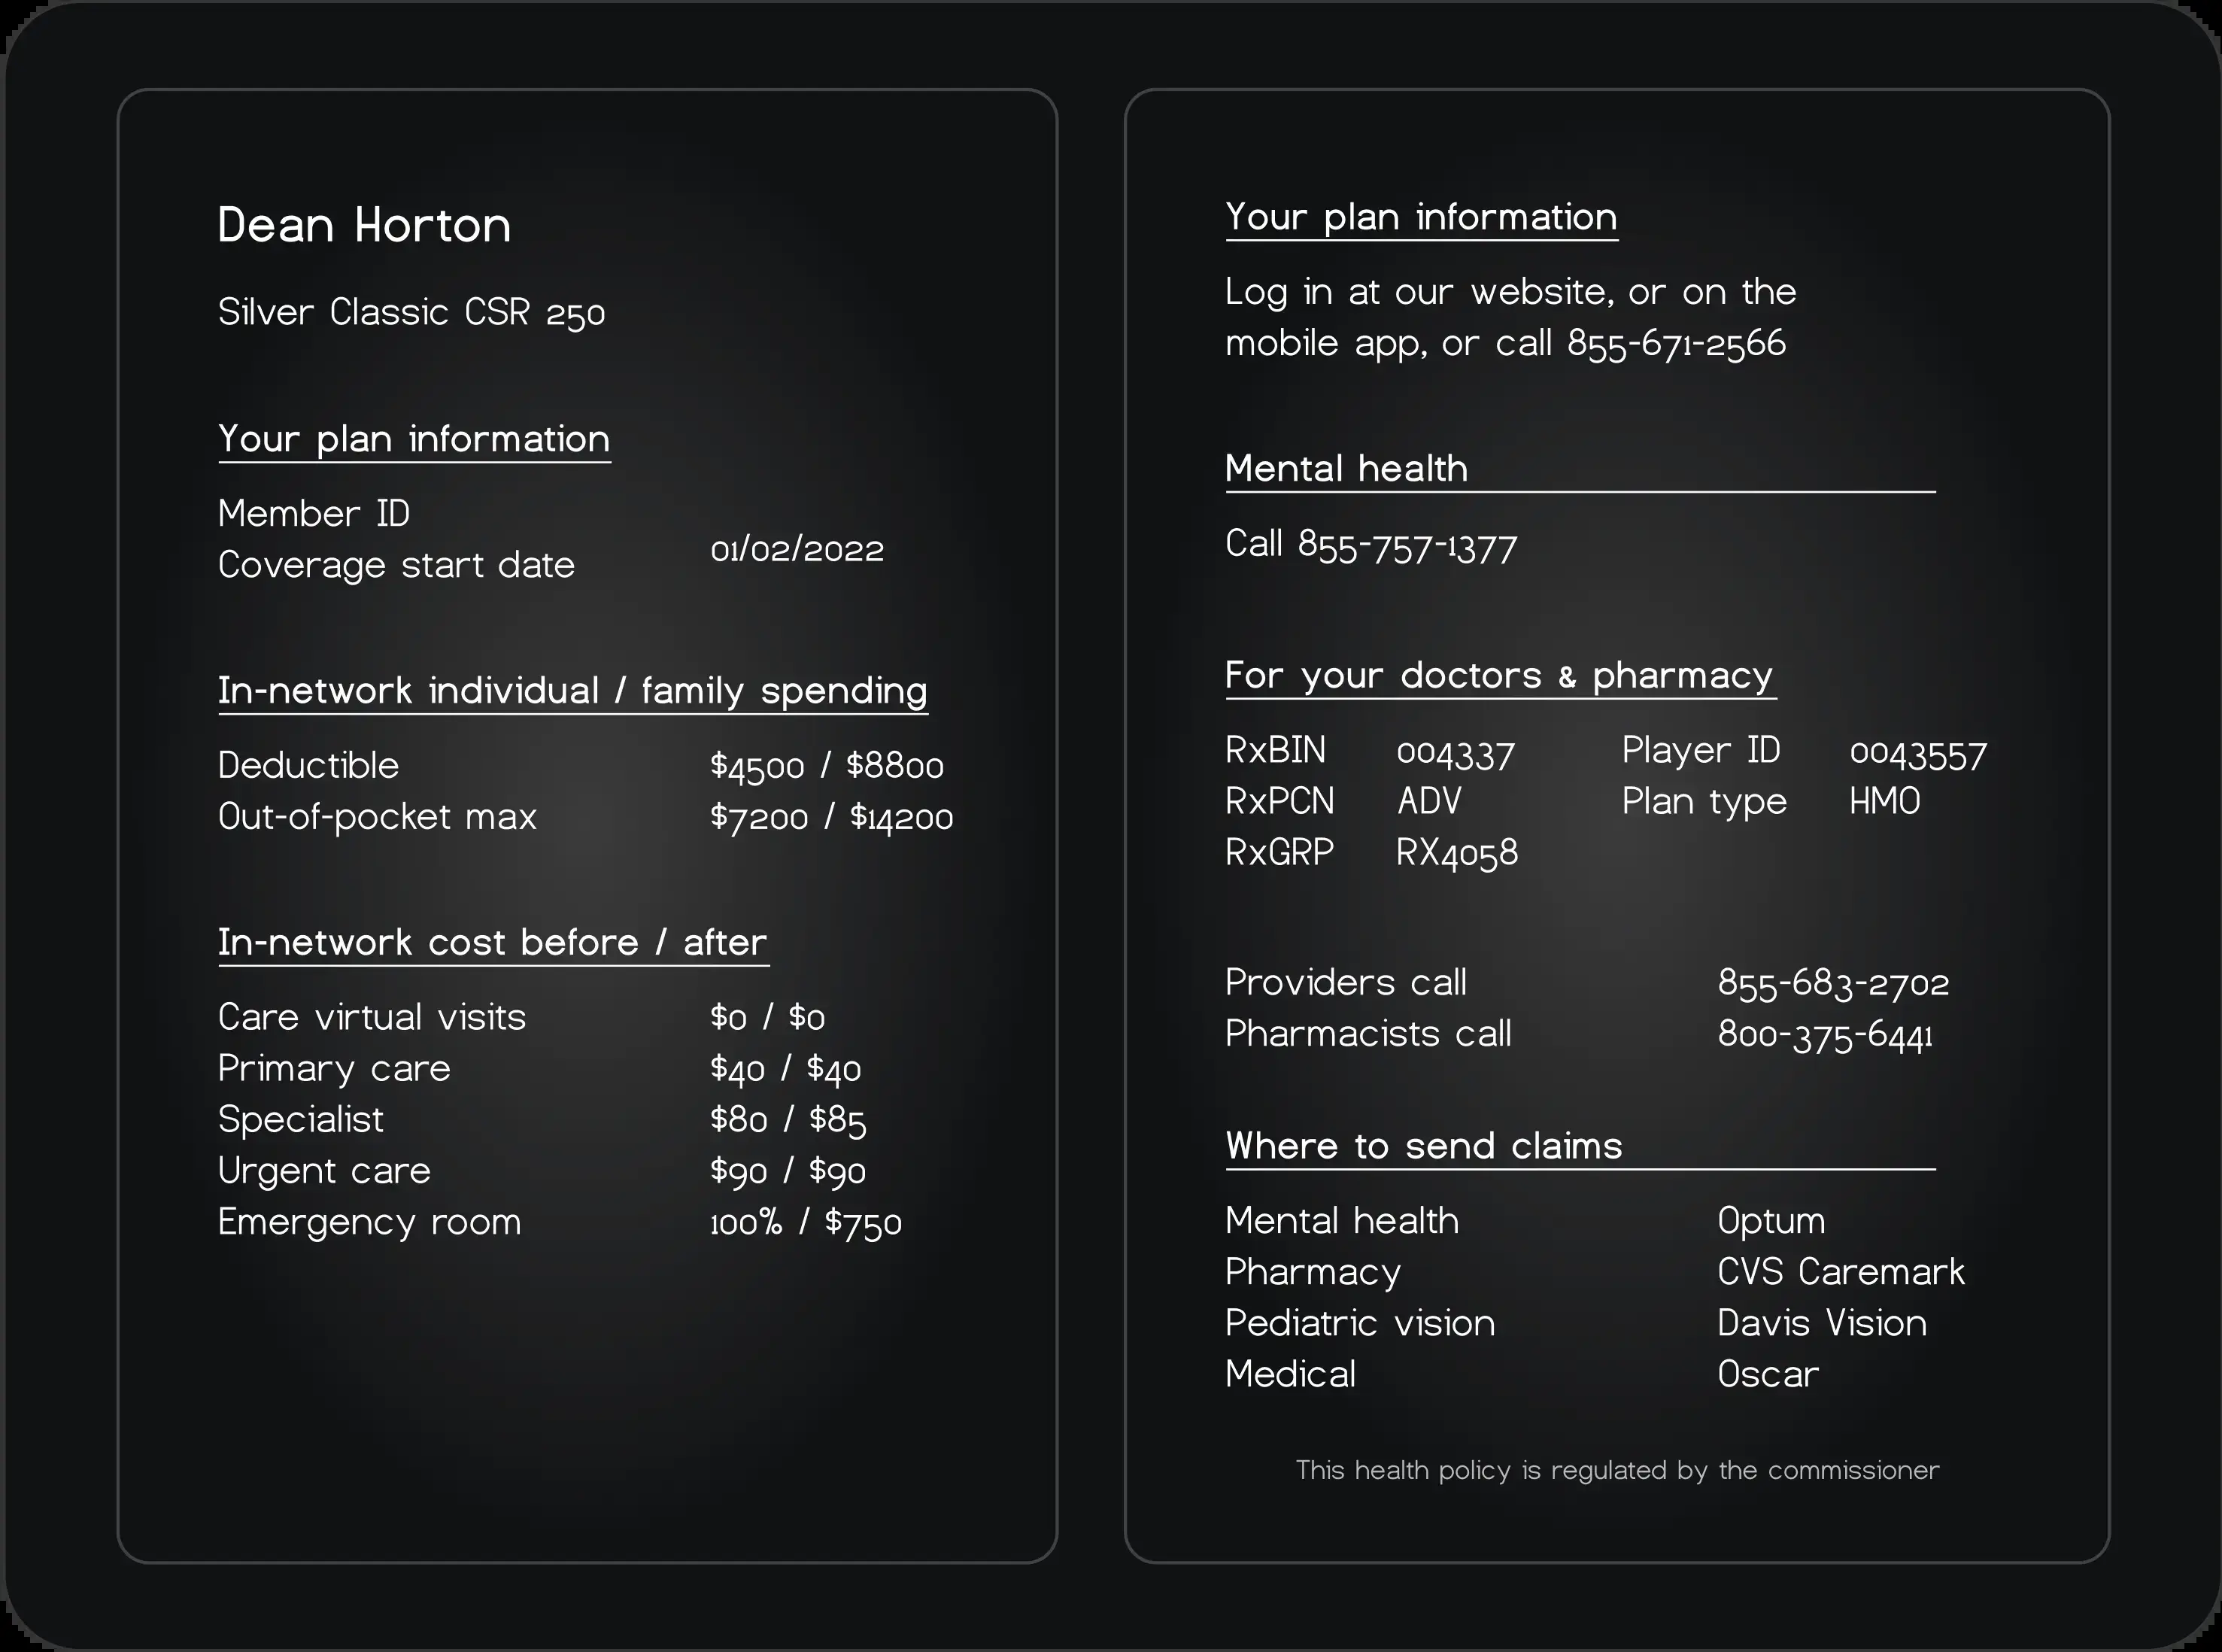 Dean Horton
Silver Classic CSR 250
Your plan information
Member ID
Coverage start date 01/02/2022
In-network individual / family spending
Deductible $4500 / $8800
Out-of-pocket max $7200 / $14200
In-network cost before / after
Care virtual visits $0 / $0
Primary care $40 / $40
Specialist $80 / $85
Urgent care $90 / $90
Emergency room 100% / $750
Your plan information
Log in at our website, or on the
mobile app, or call 855-671-2566
Mental health
Call 855-757-1377
For your doctors & pharmacy
RxBIN 004337 Player ID 0043557
RxPCN ADV Plan type HMO
RxGRP RX4058
Providers call 855-683-2702
Pharmacists call 800-375-6441
Where to send claims
Mental health Optum
Pharmacy CVS Caremark
Pediatric vision Davis Vision
Medical Oscar
This health policy is regulated by the commissioner